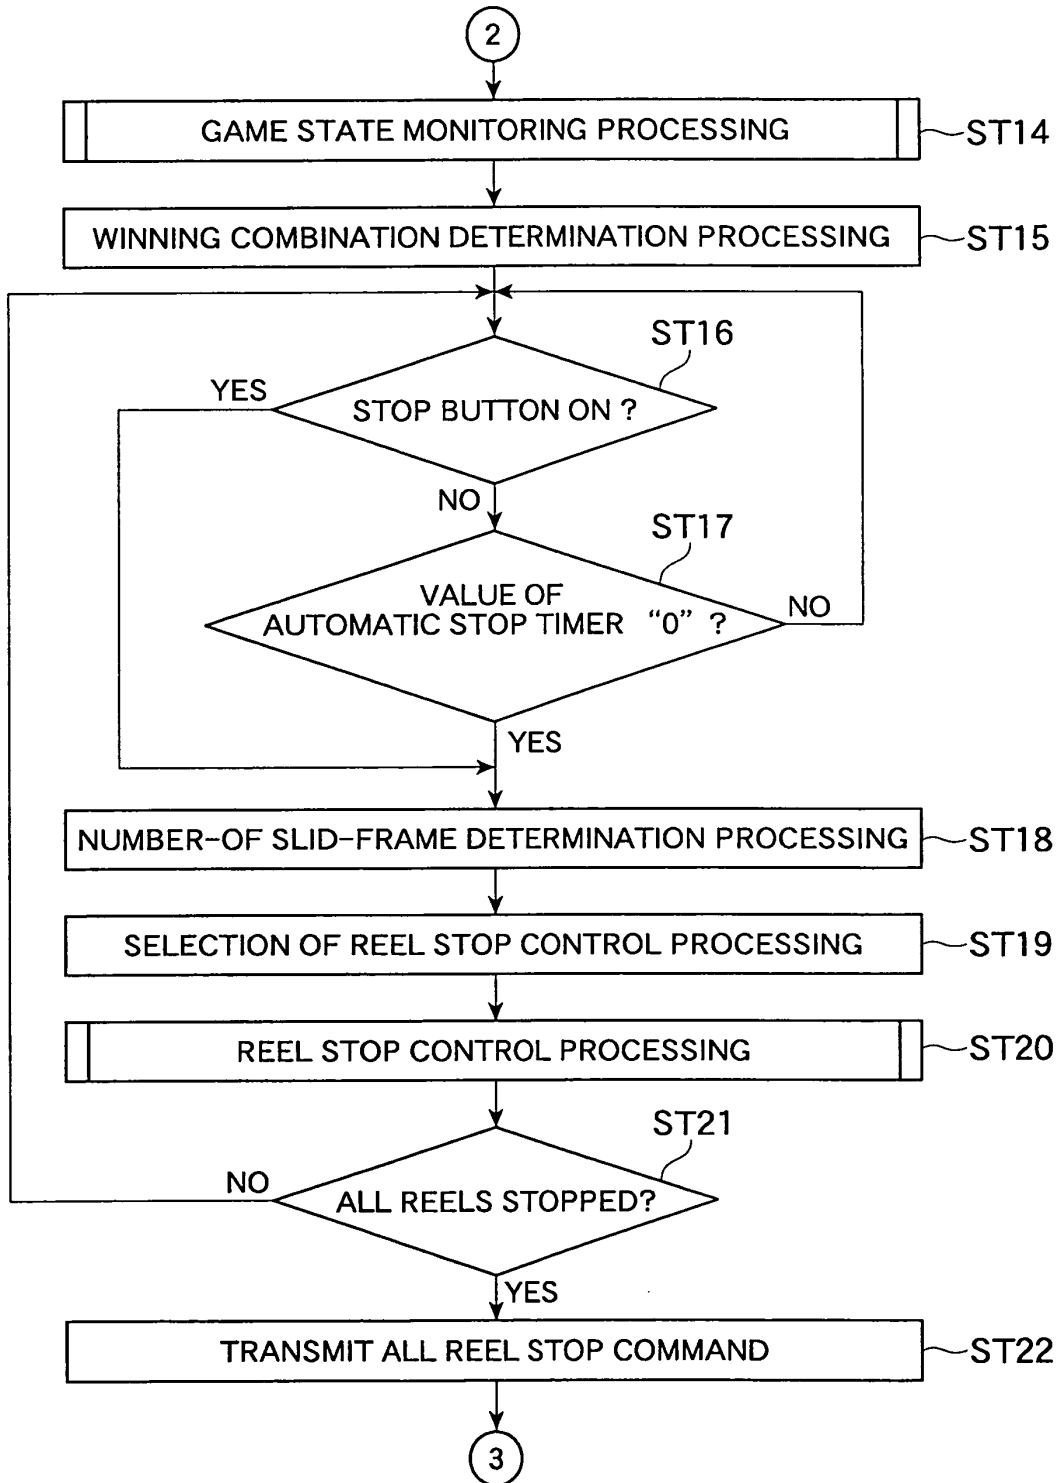 2
GAME STATE MONITORING PROCESSING
ST14
WINNING COMBINATION DETERMINATION PROCESSING
ST15
ST16
YES
STOP BUTTON ON ?
NO
ST17
VALUE OF
AUTOMATIC STOP TIMER "0" ?
NO
YES
NUMBER-OF SLID-FRAME DETERMINATION PROCESSING
ST18
SELECTION OF REEL STOP CONTROL PROCESSING
ST19
REEL STOP CONTROL PROCESSING
ST20
ST21
NO
ALL REELS STOPPED?
YES
TRANSMIT ALL REEL STOP COMMAND
ST22
3